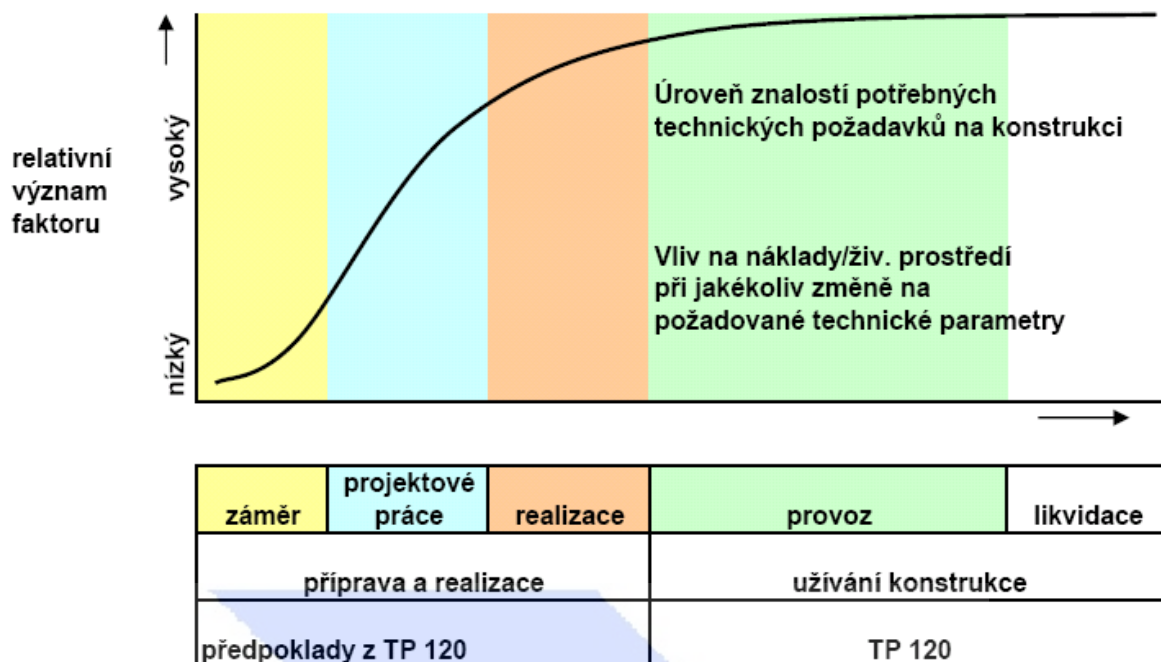 relativní
význam
faktoru
vysoký
nízký
Úroveň znalostí potřebných
technických požadavků na konstrukci
Vliv na náklady/živ. prostředí
při jakékoliv změně na
požadované technické parametry
záměr
projektové
práce
realizace
provoz
likvidace
příprava a realizace
užívání konstrukce
předpoklady z TP 120
TP 120